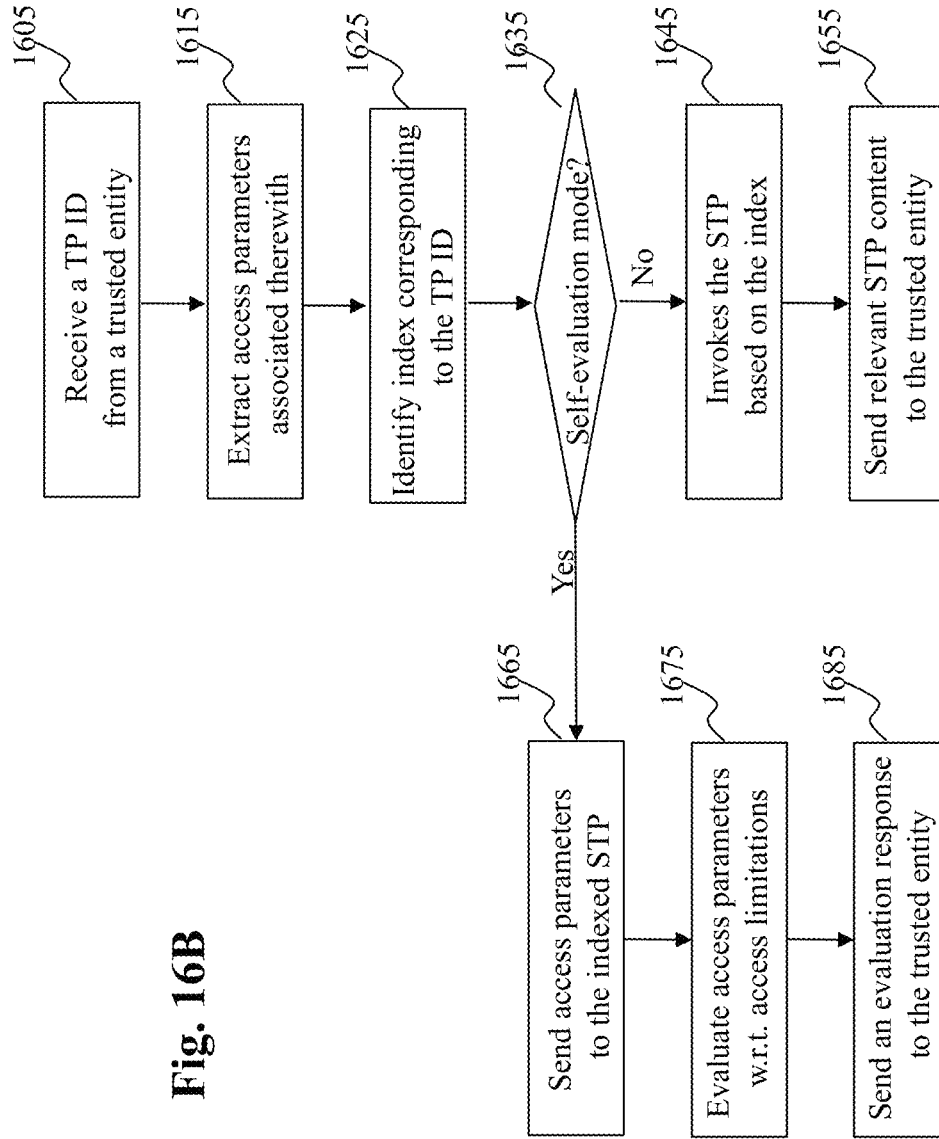 1605
Receive a TP ID
from a trusted entity
1615
Extract access parameters
associated therewith
1625
Identify index corresponding
to the TP ID
1635
Self-evaluation mode?
Yes
No
1645
Invokes the STP
based on the index
1655
Send relevant STP content
to the trusted entity
1665
Send access parameters
to the indexed STP
1675
Evaluate access parameters
w.r.t. access limitations
1685
Send an evaluation response
to the trusted entity
Fig. 16B